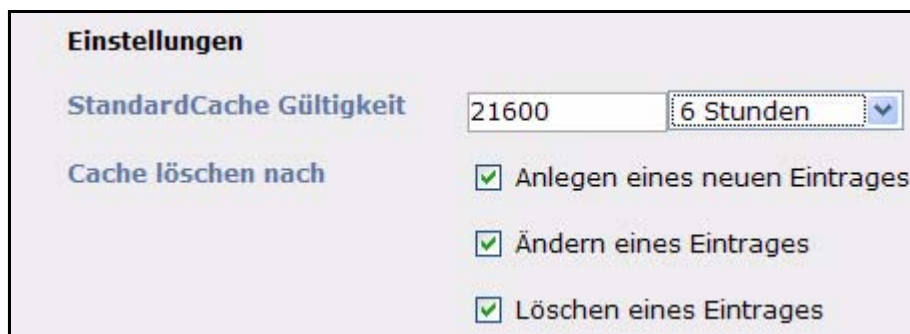 Einstellungen
StandardCache Gültigkeit 21600 6 Stunden
Cache löschen nach Anlegen eines neuen Eintrages
Ändern eines Eintrages
Löschen eines Eintrages